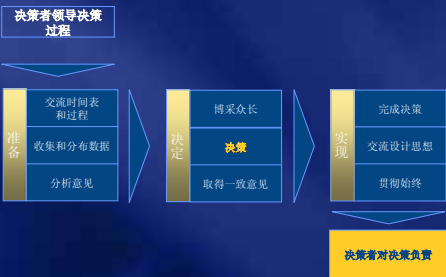 决策者领导决策
过程
准备
交流时间表
和过程
收集和分布数据
分析意见
决定
博采众长
决策
取得一致意见
实现
完成决策
交流设计思想
贯彻始终
决策者对决策负责